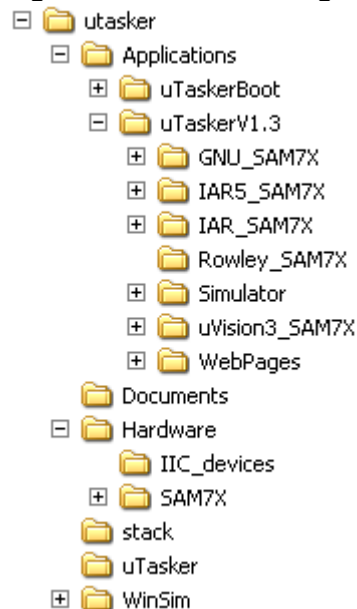 utasker
Applications
uTaskerBoot
uTaskerV1.3
GNU_SAM7X
IAR5_SAM7X
IAR_SAM7X
Rowley_SAM7X
Simulator
uVision3_SAM7X
WebPages
Documents
Hardware
IIC_devices
SAM7X
stack
uTasker
WinSim